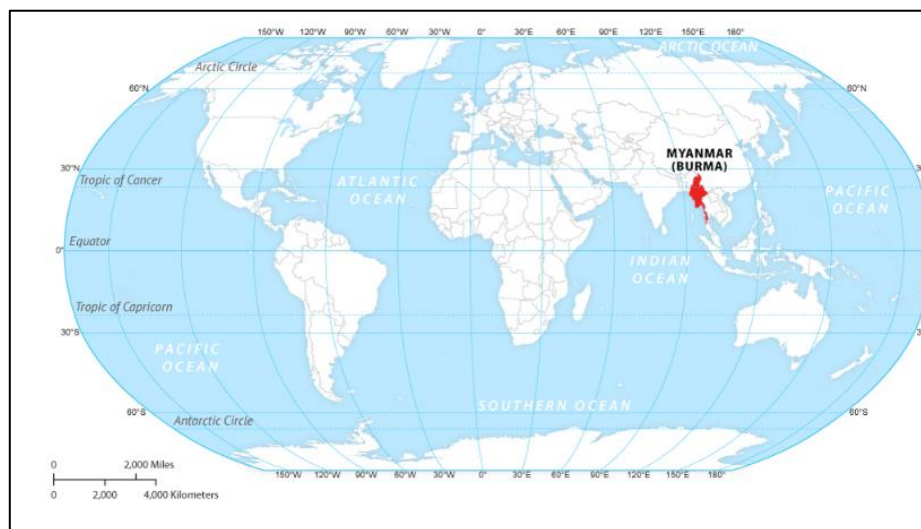 150°W 120°W 90°W 60°W 30°W 0° 30°E 60°E 90°E 120°E 150°E 180°
ARCTIC OCEAN
Arctic Circle
60°N
60°N
MYANMAR
(BURMA)
30°N
30°N
Tropic of Cancer
ATLANTIC
OCEAN
PACIFIC
OCEAN
Equator
0°
INDIAN
OCEAN
Tropic of Capricorn
30°S
30°S
PACIFIC
OCEAN
60°S
60°S
SOUTHERN OCEAN
Antarctic Circle
0 2,000 Miles
0 2,000 4,000 Kilometers
150°W 120°W 90°W 60°W 30°W 0° 30°E 60°E 90°E 120°E 150°E 180°